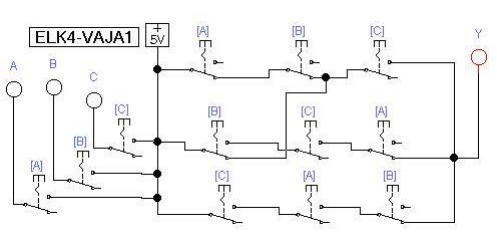 ELK4-VAJA1
+
5V
[A] [B] [C]
Y
A
B
C
[C]
[B] [C] [A]
[B]
[A]
[C] [A] [B]